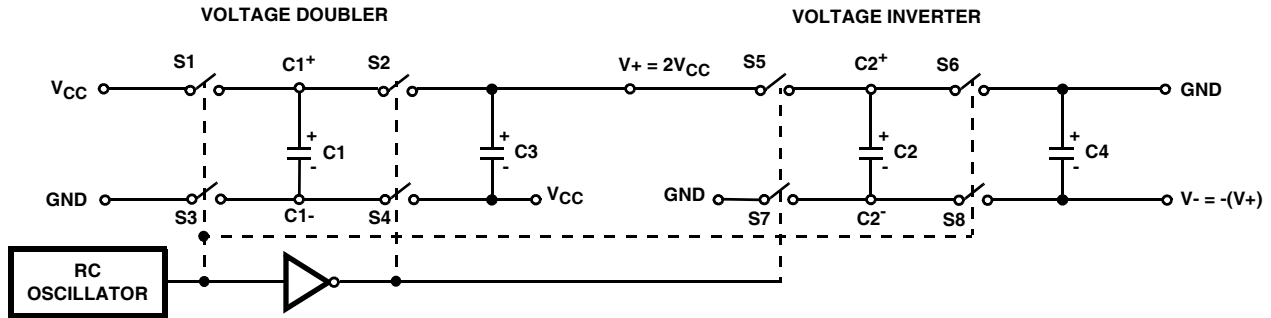 VOLTAGE DOUBLER
VOLTAGE INVERTER
S1 C1+ S2 V+ = 2VCC S5 C2+ S6
VCC GND
+ C1 - + C3 - + C2 - + C4 -
GND S3 C1- S4 VCC GND S7 C2- S8 V- = -(V+)
RC
OSCILLATOR